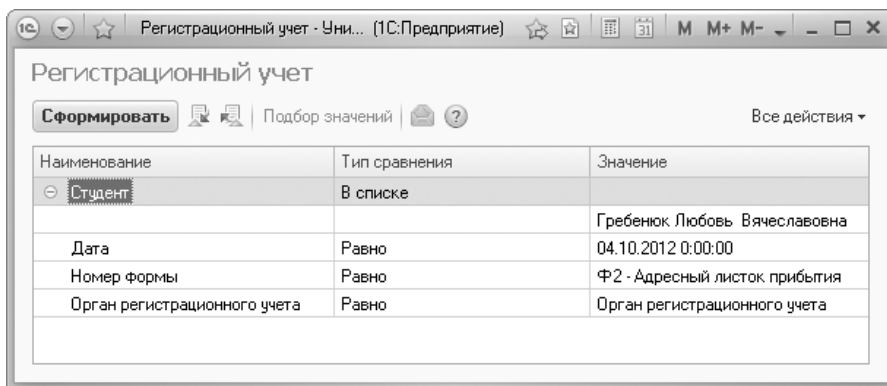 1С Регистрационный учет - Уни... (1С:Предприятие) 31 M M+ M-
Регистрационный учет
Сформировать Подбор значений ? Все действия
Наименование Тип сравнения Значение
Студент В списке
Гребенюк Любовь Вячеславовна
Дата Равно 04.10.2012 0:00:00
Номер формы Равно Ф2 - Адресный листок прибытия
Орган регистрационного учета Равно Орган регистрационного учета